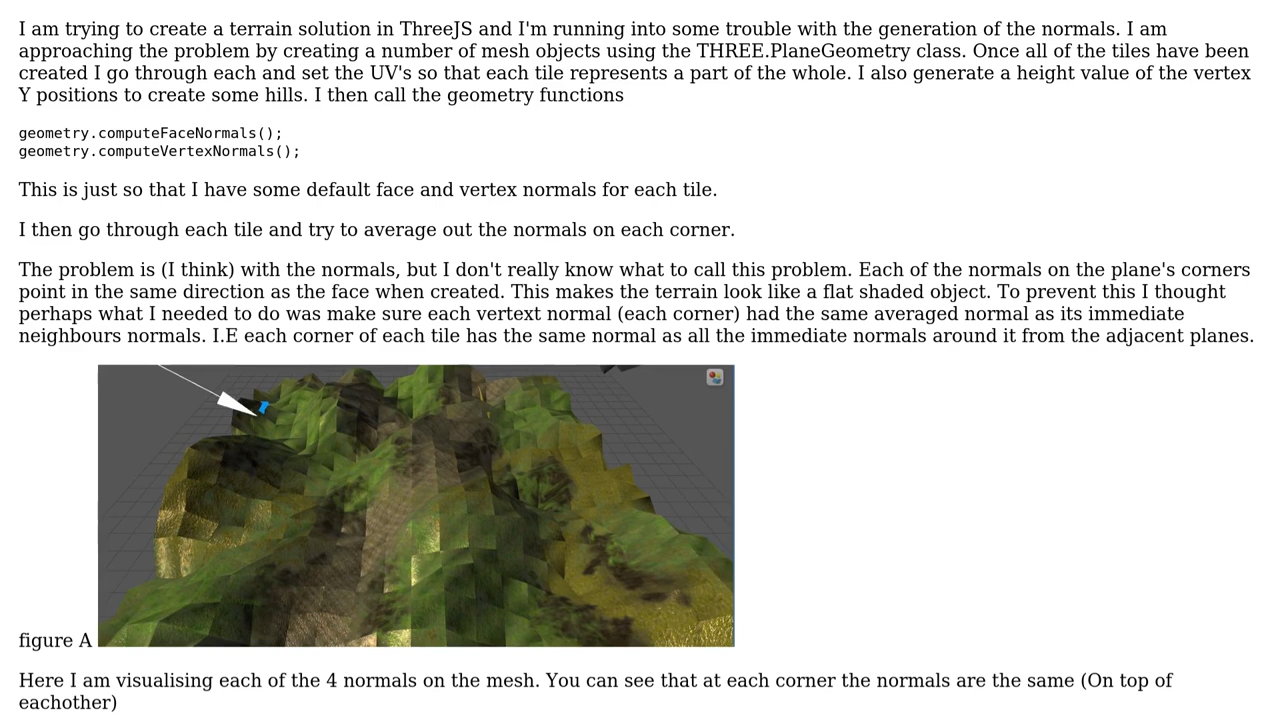 I am trying to create a terrain solution in ThreeJS and I'm running into some trouble with the generation of the normals. I am
approaching the problem by creating a number of mesh objects using the THREE.PlaneGeometry class. Once all of the tiles have been
created I go through each and set the UV's so that each tile represents a part of the whole. I also generate a height value of the vertex
Y positions to create some hills. I then call the geometry functions
geometry.computeFaceNormals();
geometry.computeVertexNormals();
This is just so that I have some default face and vertex normals for each tile.
I then go through each tile and try to average out the normals on each corner.
The problem is (I think) with the normals, but I don't really know what to call this problem. Each of the normals on the plane's corners
point in the same direction as the face when created. This makes the terrain look like a flat shaded object. To prevent this I thought
perhaps what I needed to do was make sure each vertext normal (each corner) had the same averaged normal as its immediate
neighbours normals. I.E each corner of each tile has the same normal as all the immediate normals around it from the adjacent planes.
figure A
Here I am visualising each of the 4 normals on the mesh. You can see that at each corner the normals are the same (On top of
eachother)